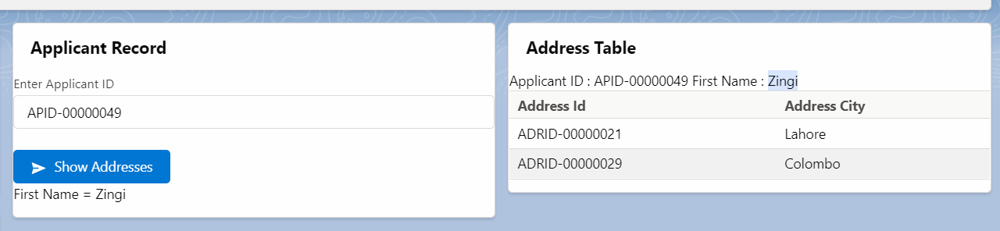 Applicant Record
Enter Applicant ID
APID-00000049
Show Addresses
First Name = Zingi
Address Table
Applicant ID : APID-00000049 First Name : Zingi
Address Id Address City
ADRID-00000021 Lahore
ADRID-00000029 Colombo